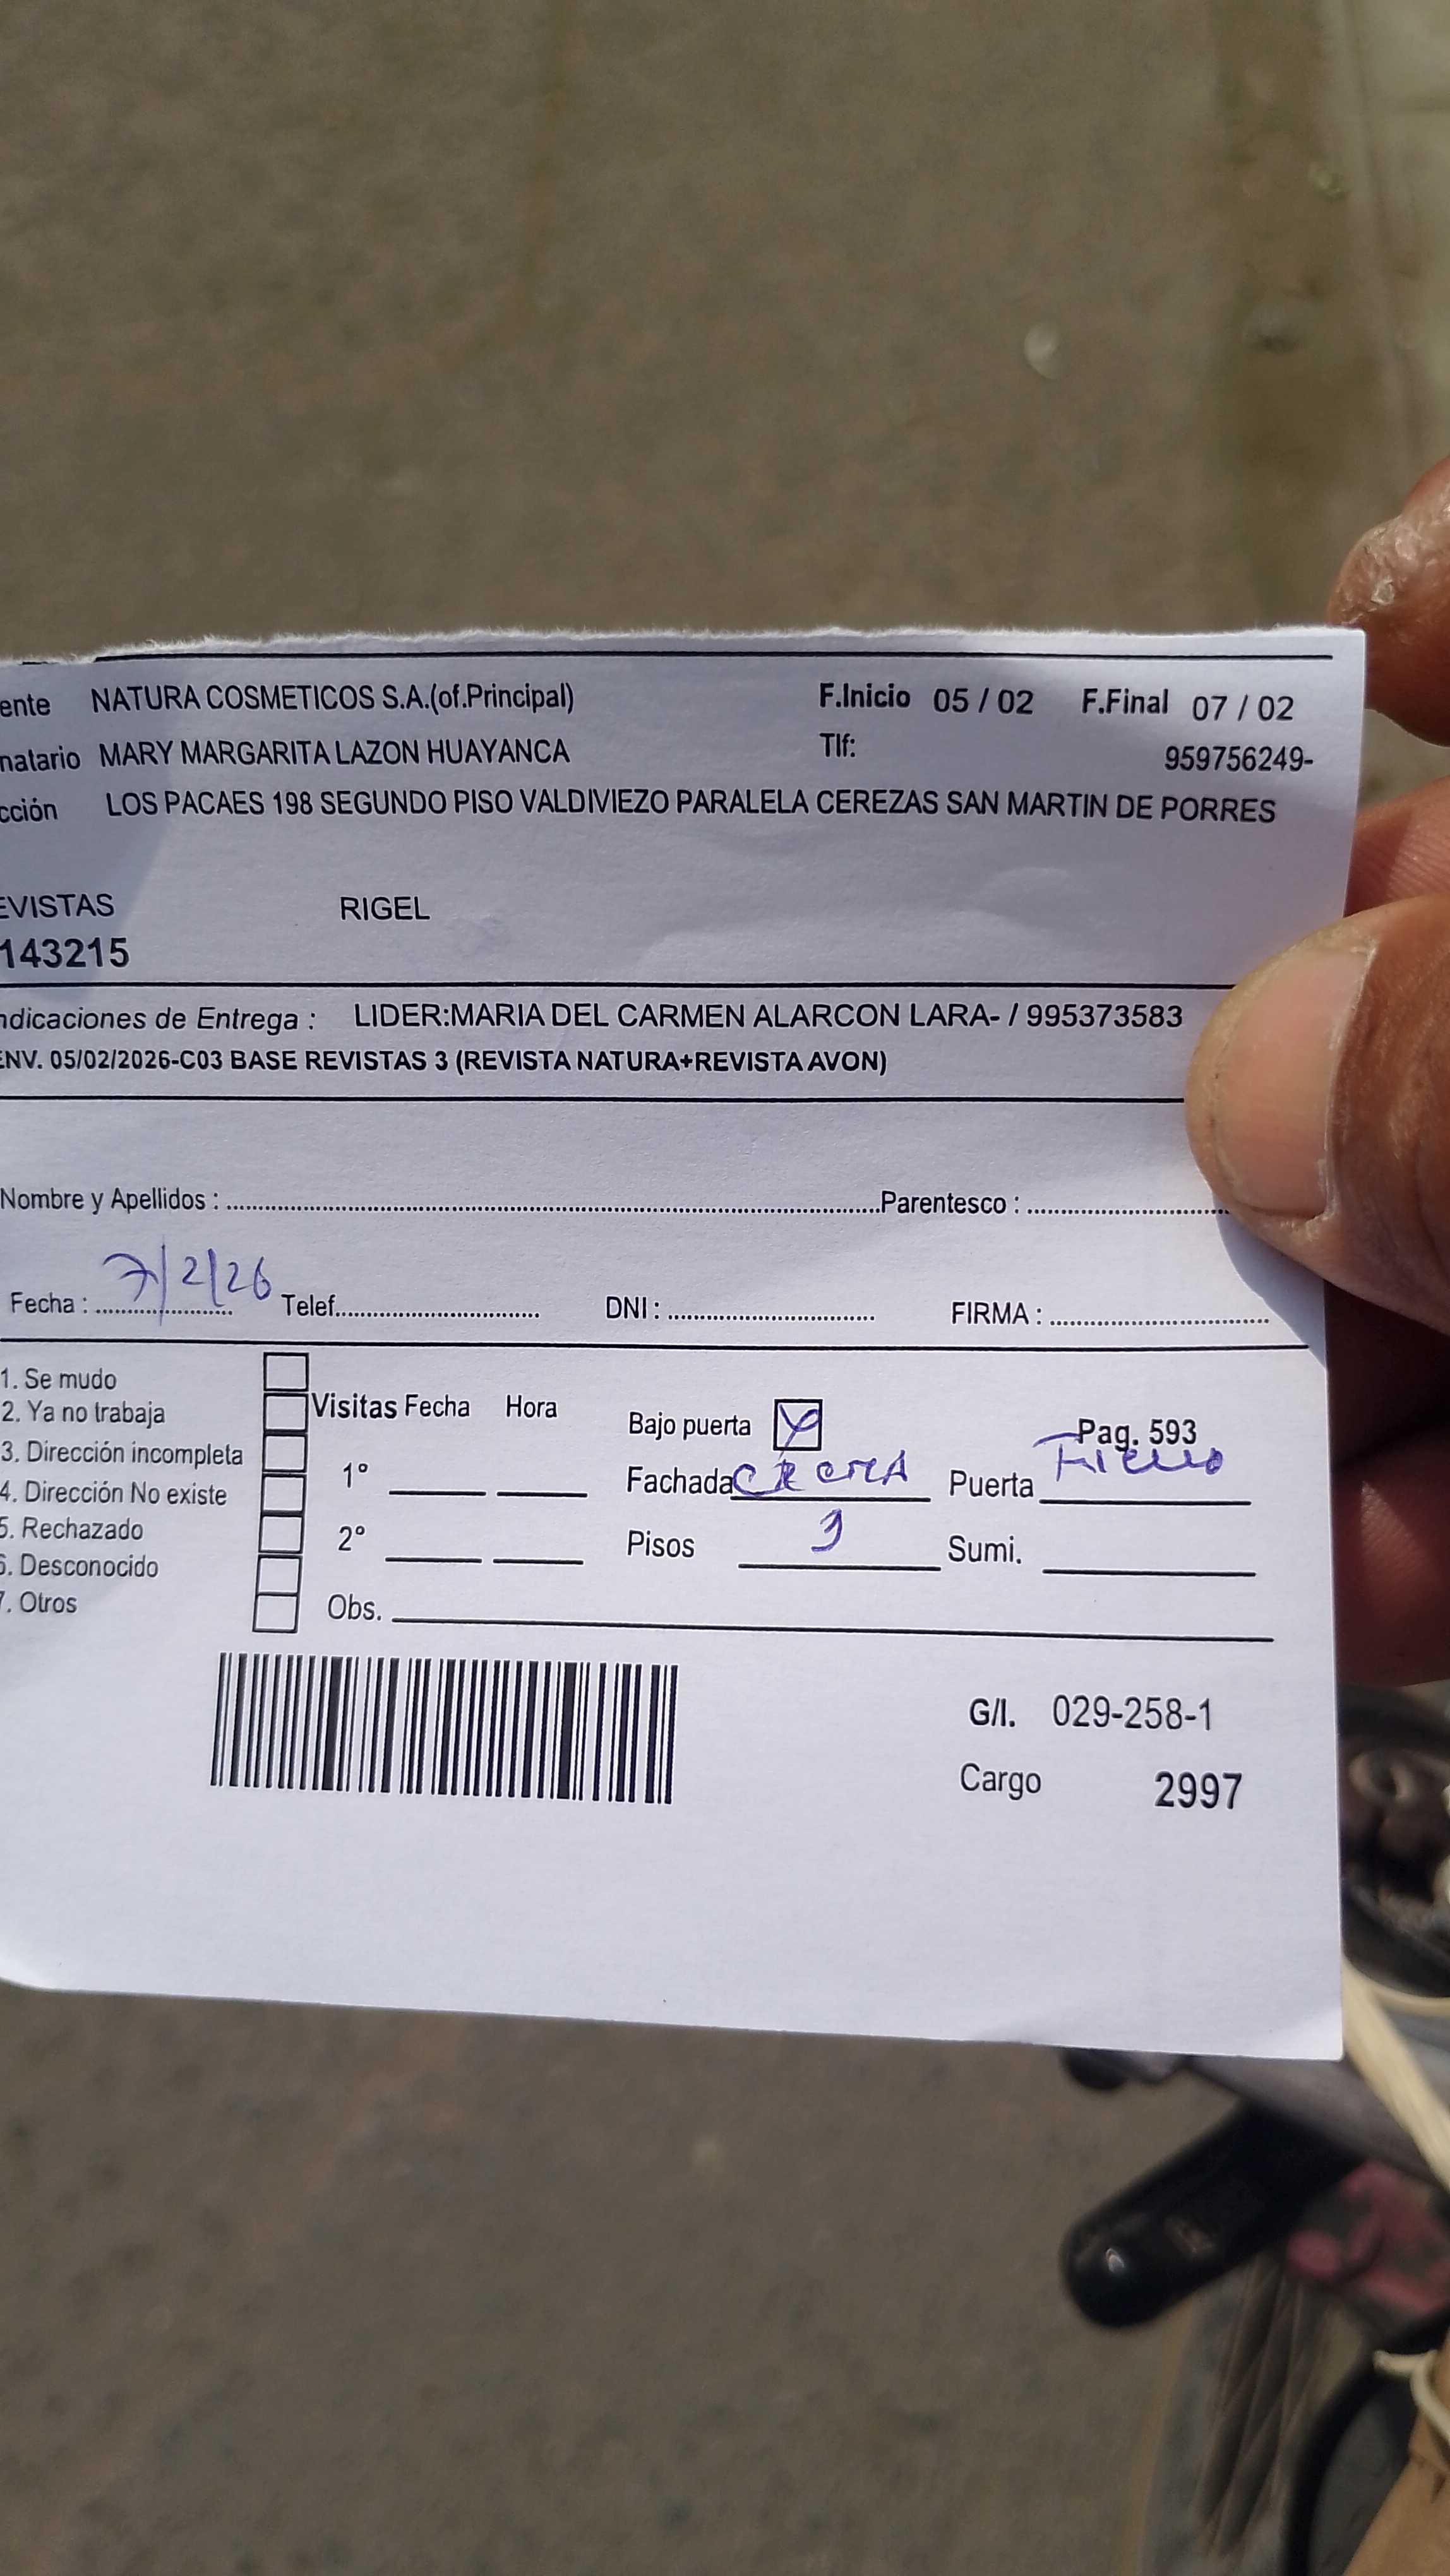 ente NATURA COSMETICOS S.A.(of.Principal) F.Inicio 05 / 02 F.Final 07 / 02
natario MARY MARGARITA LAZON HUAYANCA Tlf: 959756249-
cción LOS PACAES 198 SEGUNDO PISO VALDIVIEZO PARALELA CEREZAS SAN MARTIN DE PORRES
EVISTAS RIGEL
143215
ndicaciones de Entrega : LIDER:MARIA DEL CARMEN ALARCON LARA- / 995373583
ENV. 05/02/2026-C03 BASE REVISTAS 3 (REVISTA NATURA+REVISTA AVON)
Nombre y Apellidos : Parentesco :
Fecha : 7/2/26 Telef. DNI : FIRMA :
1. Se mudo
2. Ya no trabaja Visitas Fecha Hora Bajo puerta Pag. 593
3. Dirección incompleta 1° Fachada Puerta
4. Dirección No existe
5. Rechazado 2° Pisos 3 Sumi.
6. Desconocido
7. Otros Obs.
G/I. 029-258-1
Cargo 2997